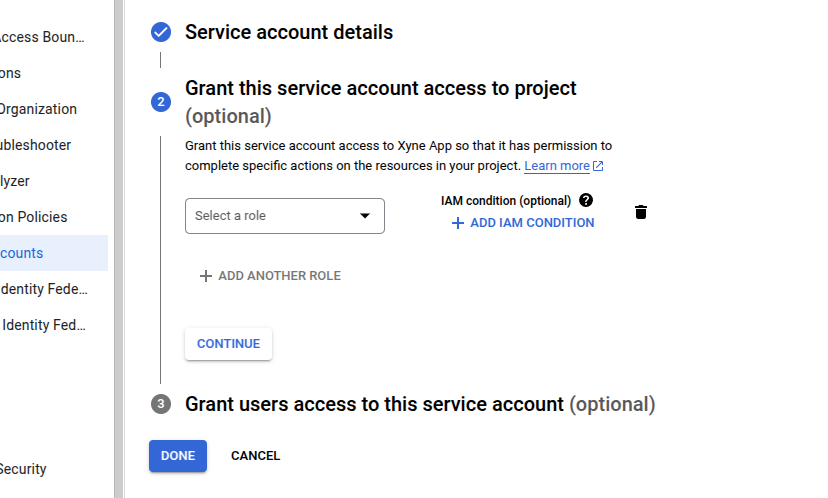 ccess Boun...
ons
Organization
ubleshooter
lyzer
on Policies
counts
dentity Fede...
Identity Fed...
Security
Service account details
2
Grant this service account access to project
(optional)
Grant this service account access to Xyne App so that it has permission to
complete specific actions on the resources in your project. Learn more
Select a role
IAM condition (optional) ?
+ ADD IAM CONDITION
+ ADD ANOTHER ROLE
CONTINUE
3 Grant users access to this service account (optional)
DONE CANCEL